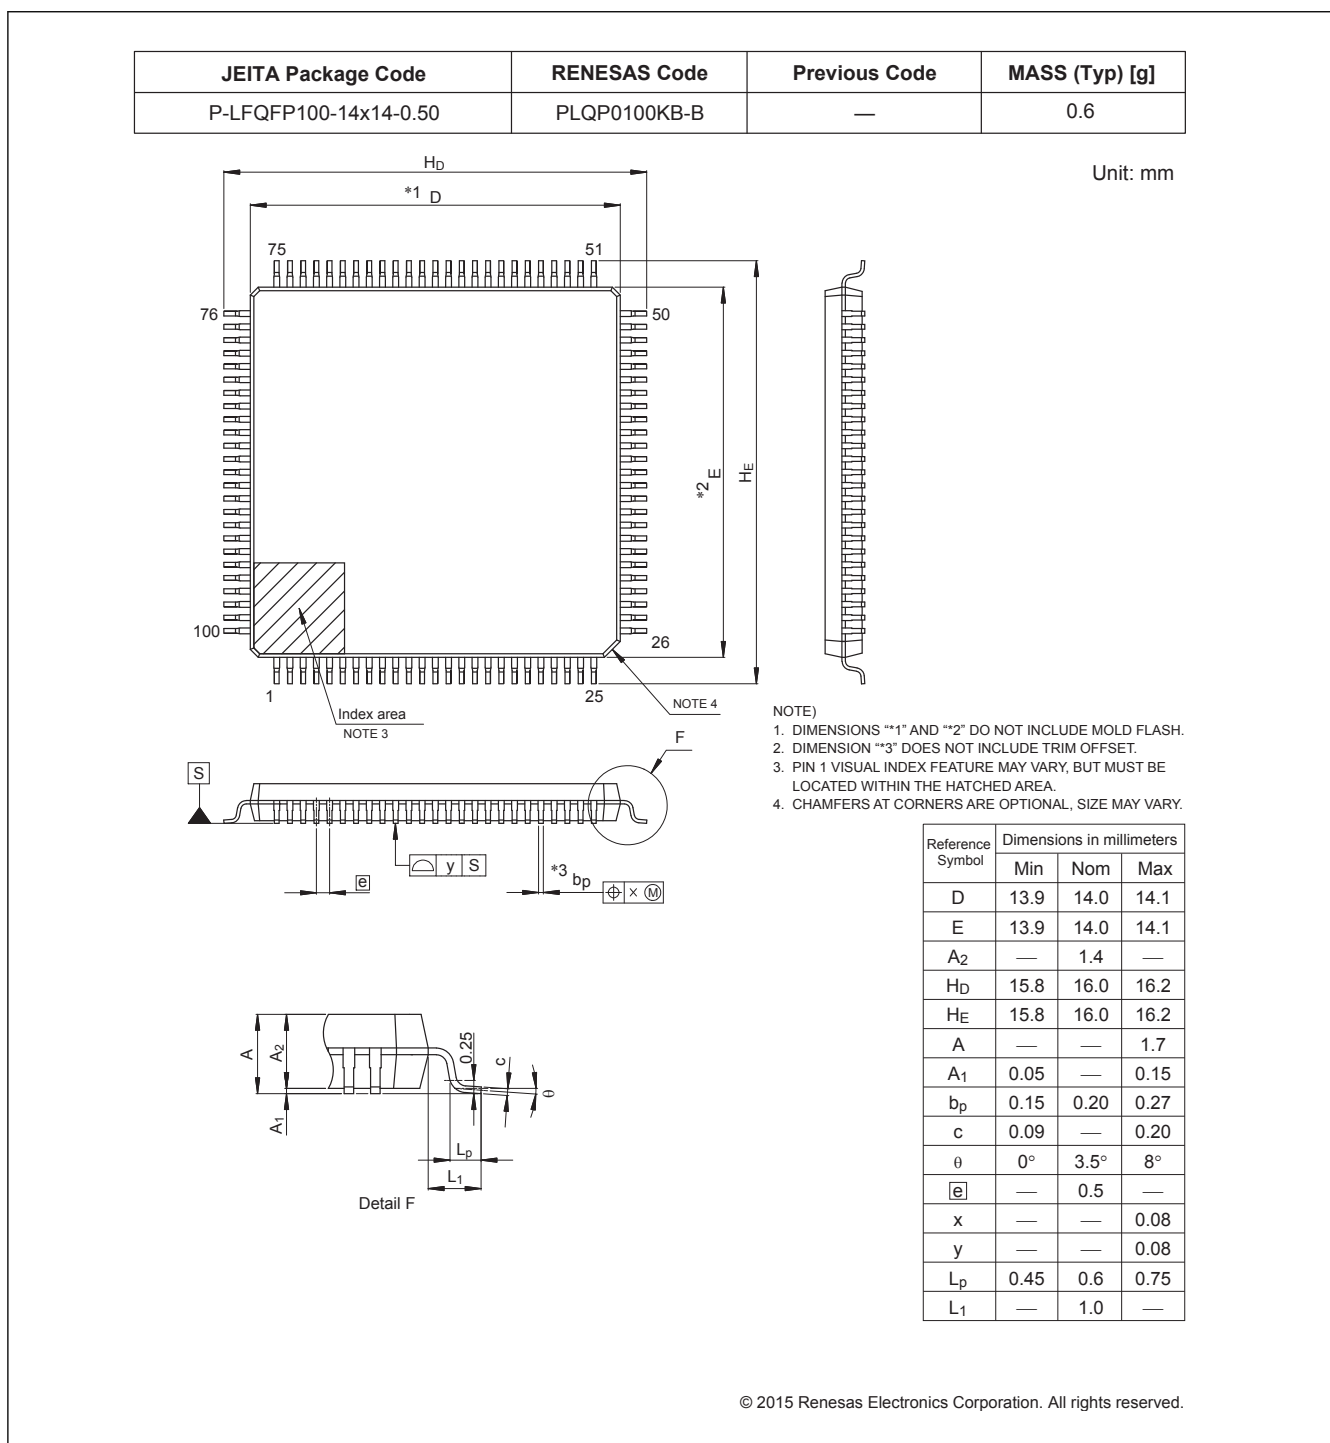 JEITA Package Code RENESAS Code Previous Code MASS (Typ) [g]
P-LFQFP100-14x14-0.50 PLQP0100KB-B — 0.6
Unit: mm
HD
*1 D
75 51
76 50
*2 E
HE
100 26
1 25
Index area
NOTE 3
NOTE 4
NOTE)
1. DIMENSIONS “*1” AND “*2” DO NOT INCLUDE MOLD FLASH.
2. DIMENSION “*3” DOES NOT INCLUDE TRIM OFFSET.
3. PIN 1 VISUAL INDEX FEATURE MAY VARY, BUT MUST BE
LOCATED WITHIN THE HATCHED AREA.
4. CHAMFERS AT CORNERS ARE OPTIONAL, SIZE MAY VARY.
F
S
y S
e
*3 bp
× M
Reference Symbol Dimensions in millimeters
Min Nom Max
D 13.9 14.0 14.1
E 13.9 14.0 14.1
A2 — 1.4 —
HD 15.8 16.0 16.2
HE 15.8 16.0 16.2
A — — 1.7
A1 0.05 — 0.15
bp 0.15 0.20 0.27
c 0.09 — 0.20
θ 0° 3.5° 8°
e — 0.5 —
x — — 0.08
y — — 0.08
Lp 0.45 0.6 0.75
L1 — 1.0 —
A
A2
A1
0.25
c
θ
Lp
L1
Detail F
© 2015 Renesas Electronics Corporation. All rights reserved.